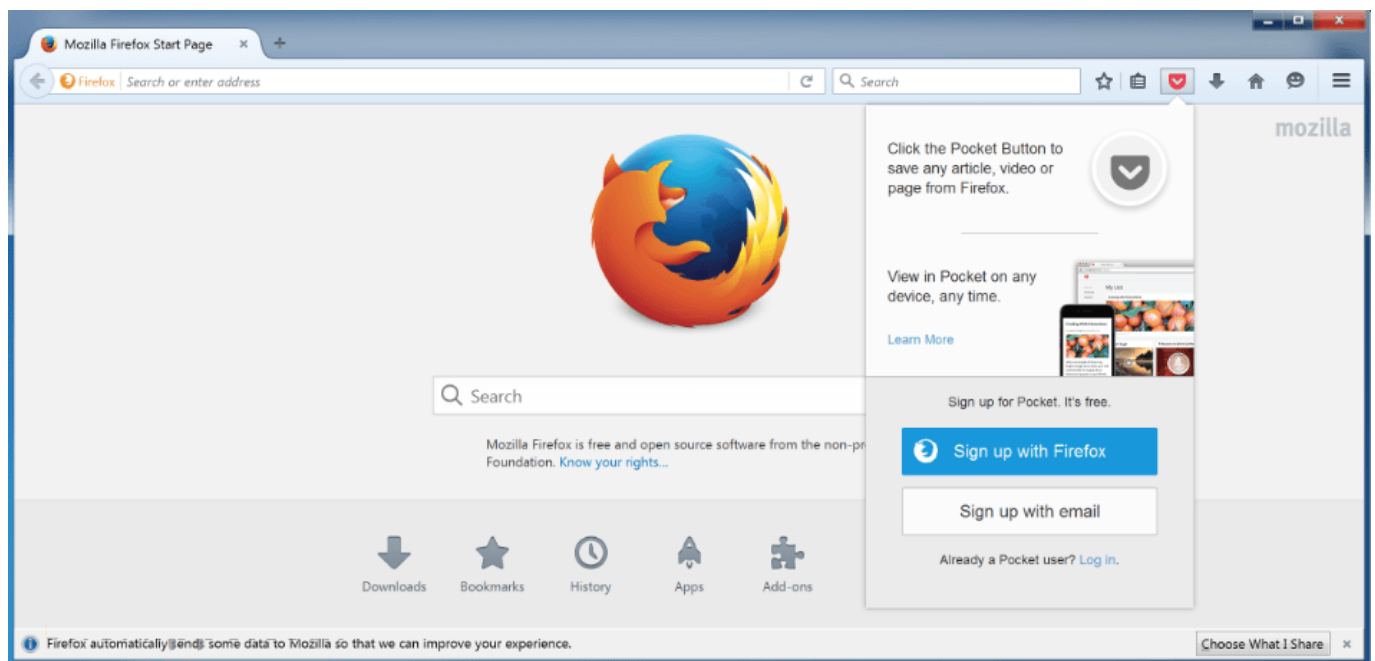 Mozilla Firefox Start Page
Firefox
Search or enter address
Search
mozilla
Click the Pocket Button to
save any article, video or
page from Firefox.
View in Pocket on any
device, any time.
Learn More
My List
Search
Mozilla Firefox is free and open source software from the
Foundation. Know your rights...
Sign up for Pocket. It's free.
Sign up with Firefox
Sign up with email
Already a Pocket user? Log in.
Downloads
Bookmarks
History
Apps
Add-ons
Firefox automatically sends some data to Mozilla so that we can improve your experience.
Choose What I Share